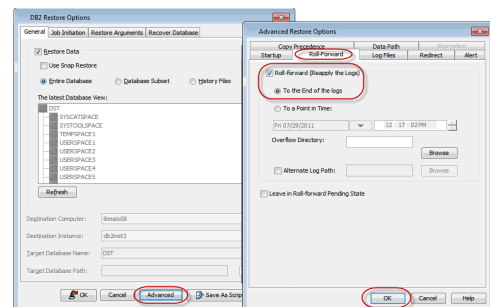 DB2 Restore Options
General Job Initiation Restore Arguments Recover Database
Restore Data
Use Snap Restore
Entire Database Database Subset History Files
The latest Database View:
DST
SYSCATSPACE
SYSTOOLSPACE
TEMPSPACE1
USERSPACE1
USERSPACE2
USERSPACE3
USERSPACE4
USERSPACE5
Refresh
Destination Computer: ibmaix08
Destination Instance: db2inst3
Target Database Name: DST
Target Database Path:
OK Cancel Advanced Save As Scrip
Advanced Restore Options
Copy Precedence Data Path Encryption
Startup Roll-Forward Log Files Redirect Alert
Roll-forward (Reapply the Logs)
To the End of the logs
To a Point in Time:
Fri 07/29/2011 12 : 17 : 02PM
Overflow Directory:
Browse
Alternate Log Path: Browse
Leave in Roll-forward Pending State
OK Cancel Help